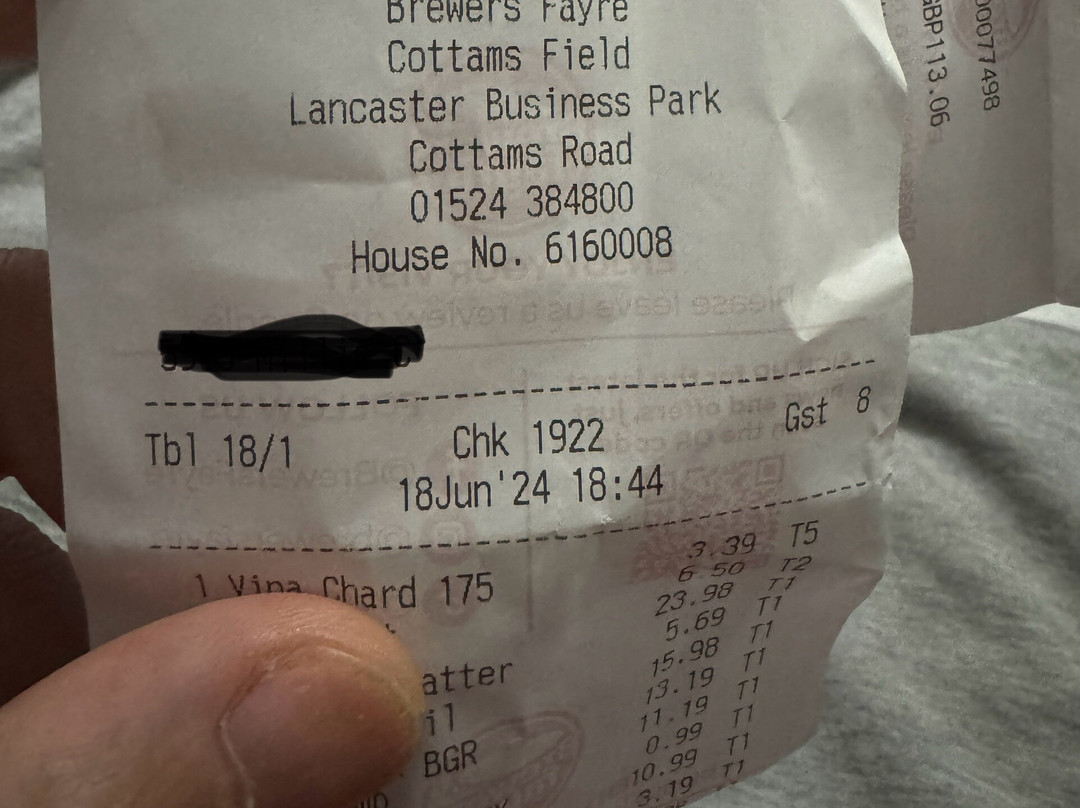 Brewers Fayre
Cottams Field
Lancaster Business Park
Cottams Road
01524 384800
House No. 6160008
Tbl 18/1 Chk 1922 Gst 8
18Jun'24 18:44
1 Vina Chard 175 3.39 T5
6.50 T2
23.98 T1
atter 5.69 T1
il 15.98 T1
BGR 13.19 T1
11.19 T1
0.99 T1
10.99 T1
3.19 T1
GBP113.06
00077498